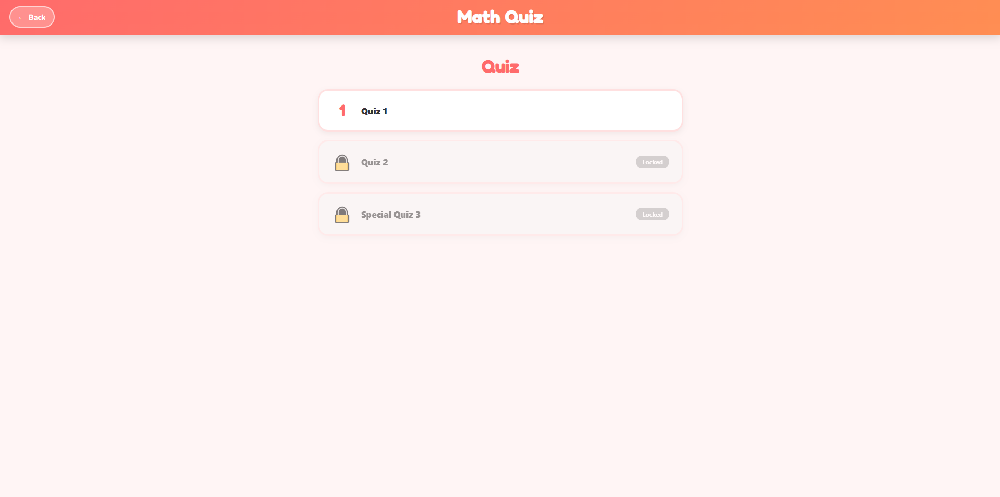 ← Back
Math Quiz
Quiz
1 Quiz 1
Quiz 2 Locked
Special Quiz 3 Locked